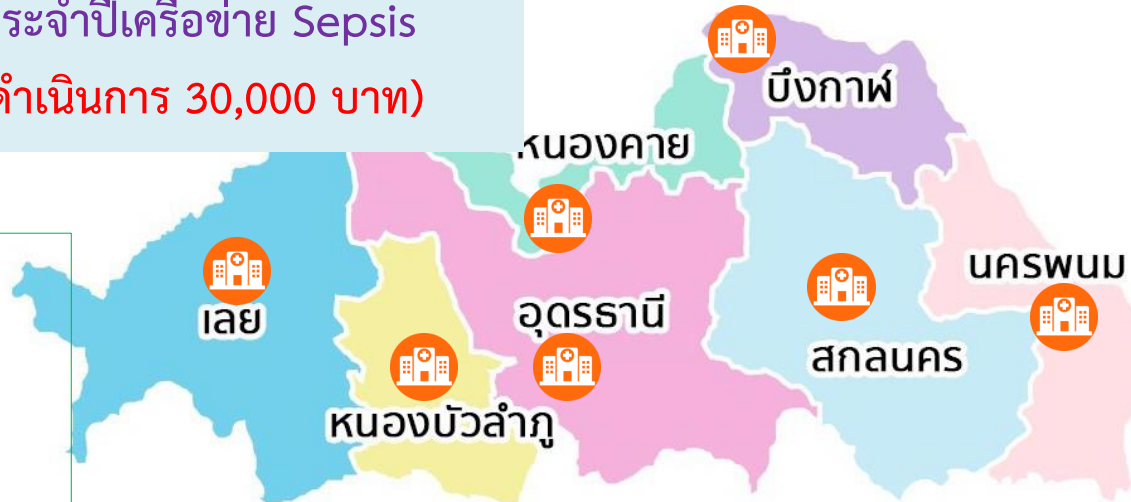 ระจำปีเครือข่าย Sepsis
ดำเนินการ 30,000 บาท)
บึงกาฬ
หนองคาย
นครพนม
เลย
อุดรธานี
สกลนคร
หนองบัวลำภู